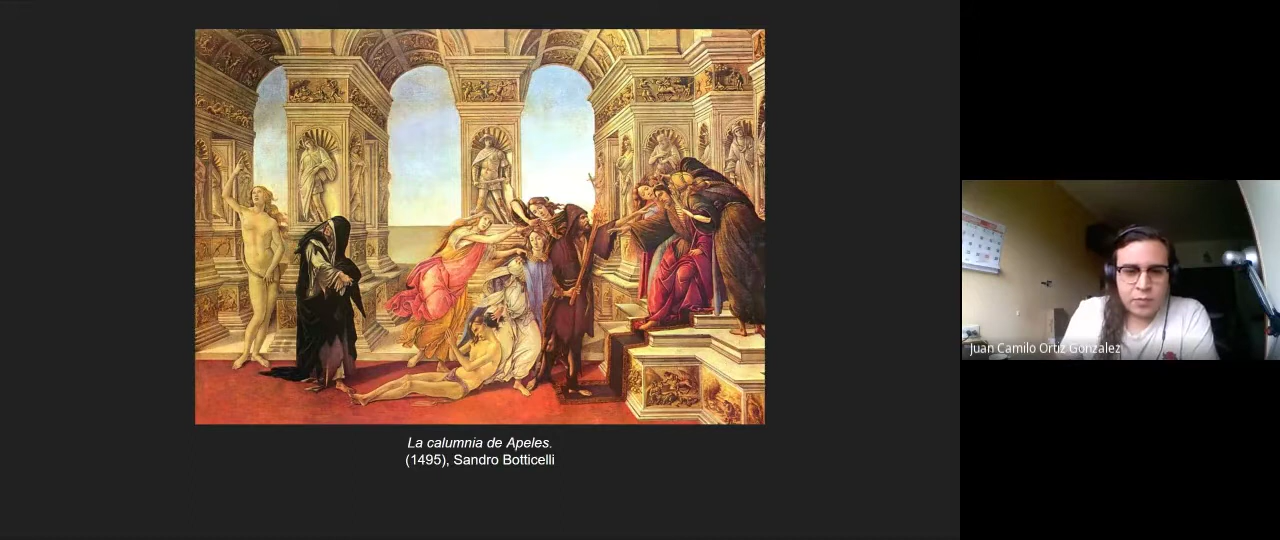 La calumnia de Apeles.
(1495), Sandro Botticelli
Juan Camilo Ortiz Gonzalez